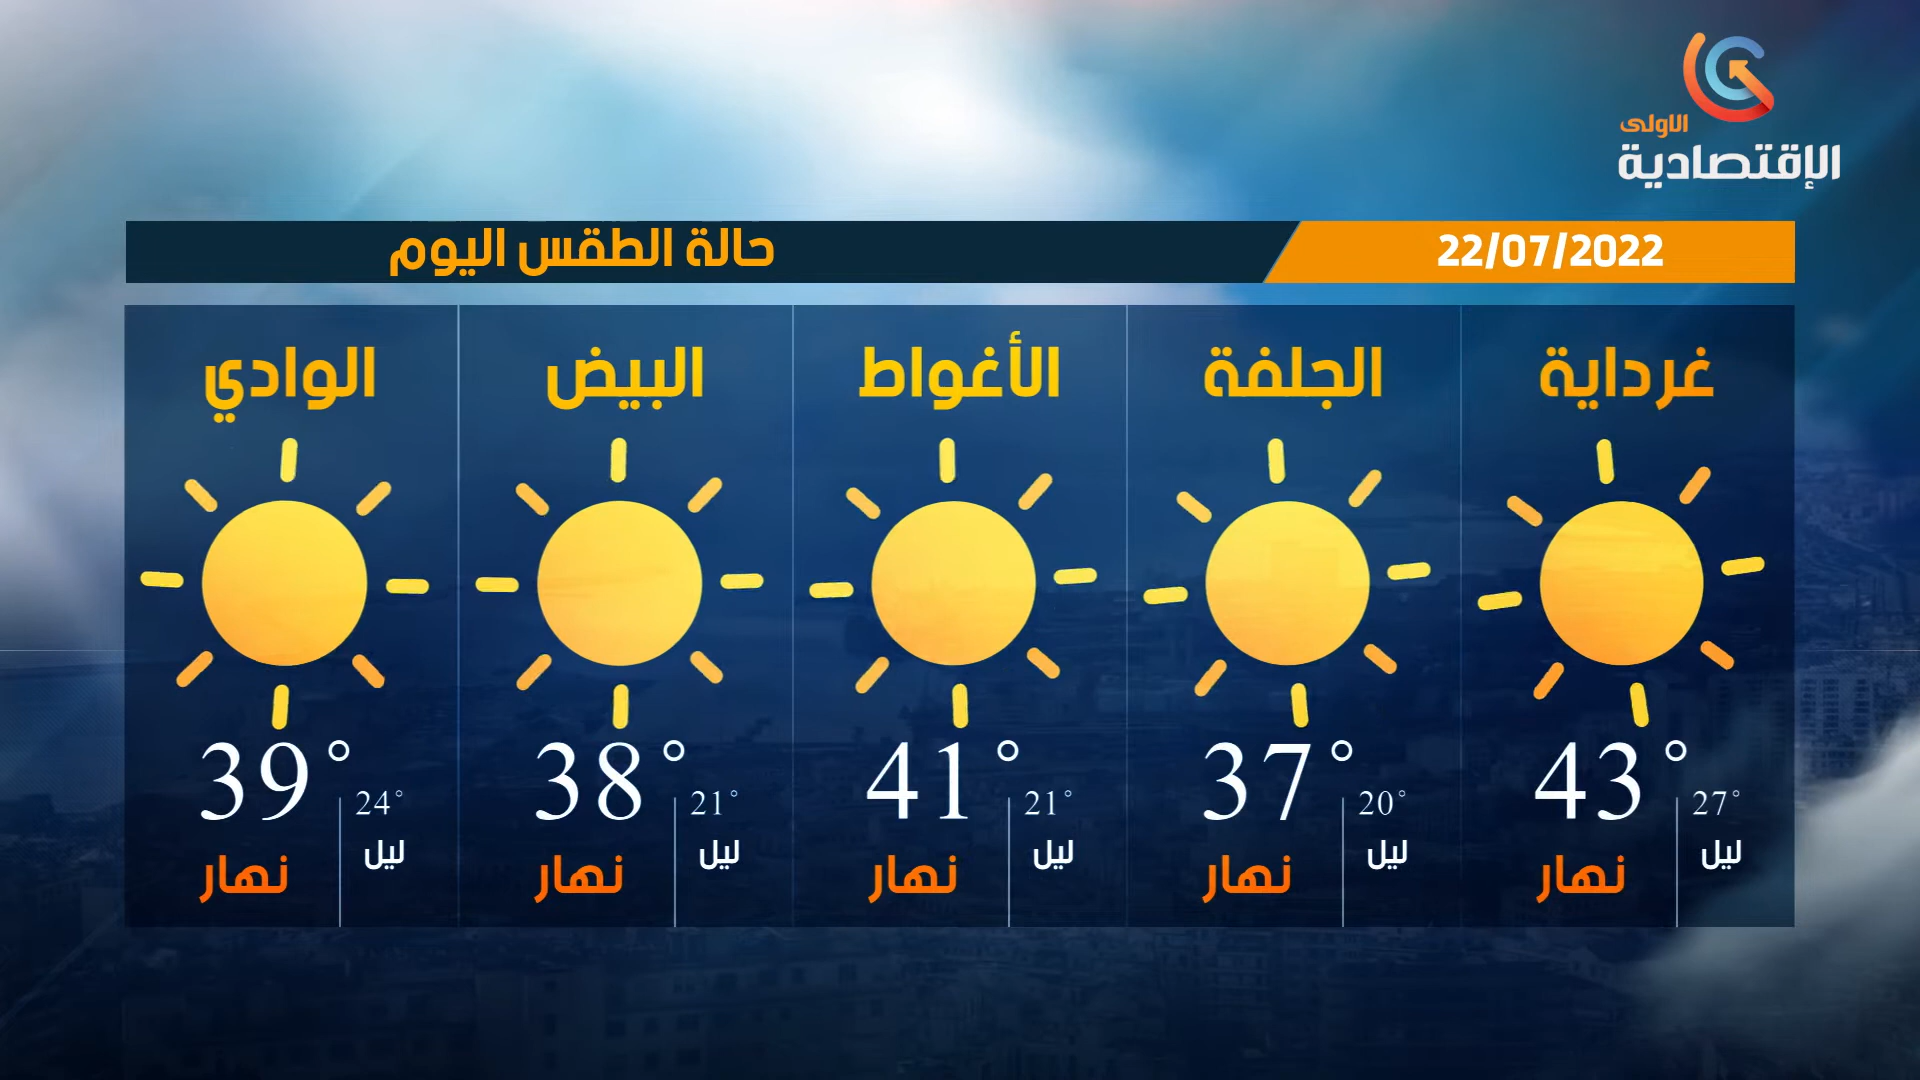 الاولى
الإقتصادية
22/07/2022
حالة الطقس اليوم
غرداية
43°
27°
نهار
ليل
الجلفة
37°
20°
نهار
ليل
الأغواط
41°
21°
نهار
ليل
البيض
38°
21°
نهار
ليل
الوادي
39°
24°
نهار
ليل